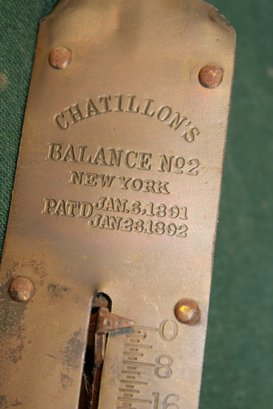 CHATILLON'S
BALANCE No2
NEW YORK
PAT'D JAN.6,1891
JAN.26.1892
0
8
16